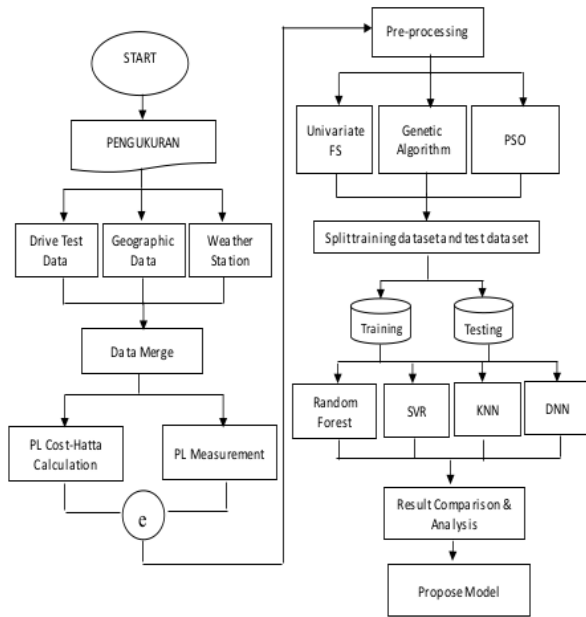 START
PENGUKURAN
Drive Test
Data
Geographic
Data
Weather
Station
Data Merge
PL Cost-Hatta
Calculation
PL Measurement
e
Pre-processing
Univariate
FS
Genetic
Algorithm
PSO
Split training dataset and test dataset
Training
Testing
Random
Forest
SVR
KNN
DNN
Result Comparison &
Analysis
Propose Model